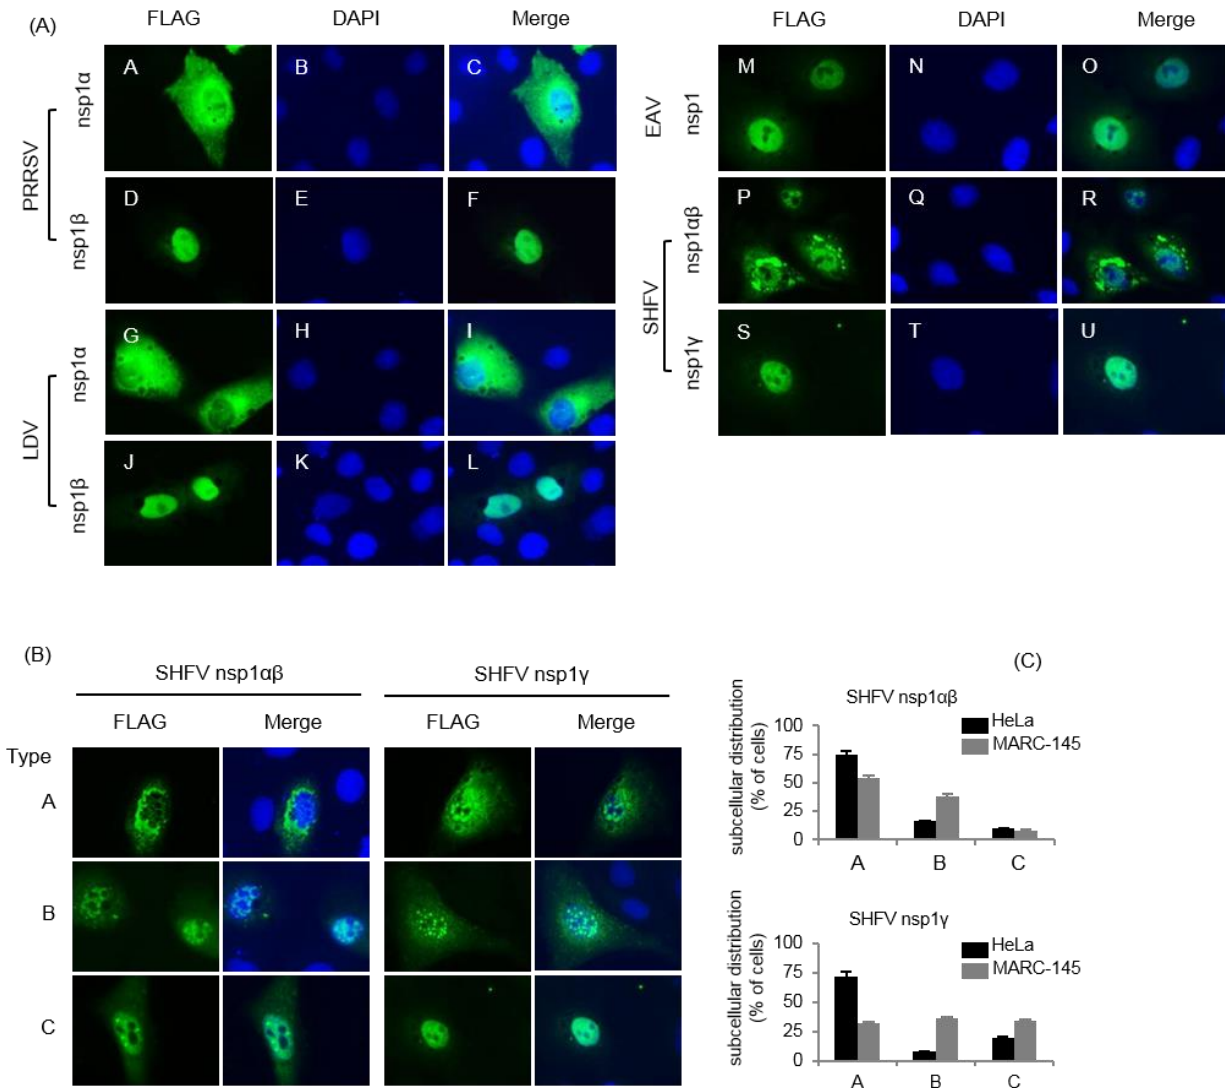 (A)
FLAG DAPI Merge
PRRSV
nsp1α
A B C
nsp1β
D E F
LDV
nsp1α
G H I
nsp1β
J K L
FLAG DAPI Merge
EAV
nsp1
M N O
SHFV
nsp1αβ
P Q R
nsp1γ
S T U
(B)
SHFV nsp1αβ SHFV nsp1γ
FLAG Merge FLAG Merge
Type
A
B
C
(C)
SHFV nsp1αβ
HeLa
MARC-145
subcellular distribution
(% of cells)
100
75
50
25
0
A B C
SHFV nsp1γ
HeLa
MARC-145
subcellular distribution
(% of cells)
100
75
50
25
0
A B C